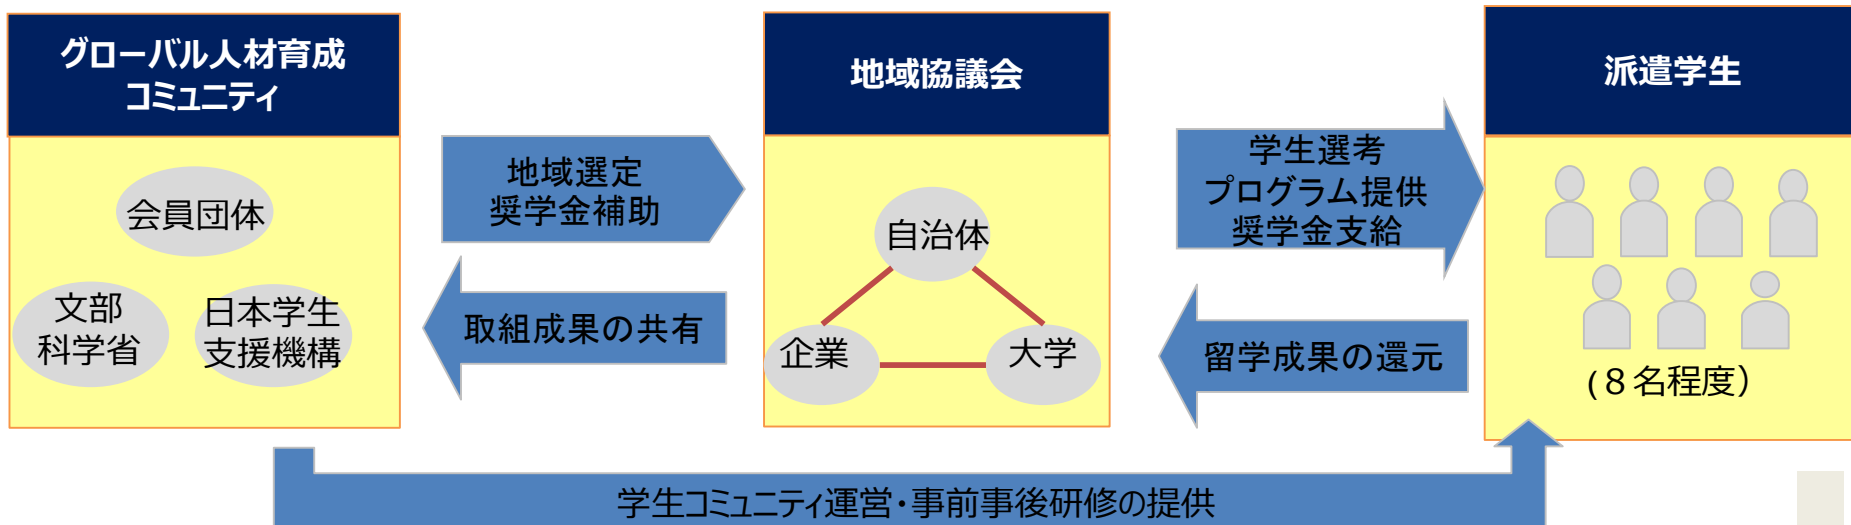 グローバル人材育成
コミュニティ
会員団体
文部
科学省
日本学生
支援機構
地域選定
奨学金補助
取組成果の共有
地域協議会
自治体
企業
大学
学生選考
プログラム提供
奨学金支給
留学成果の還元
派遣学生
(８名程度）
学生コミュニティ運営・事前事後研修の提供